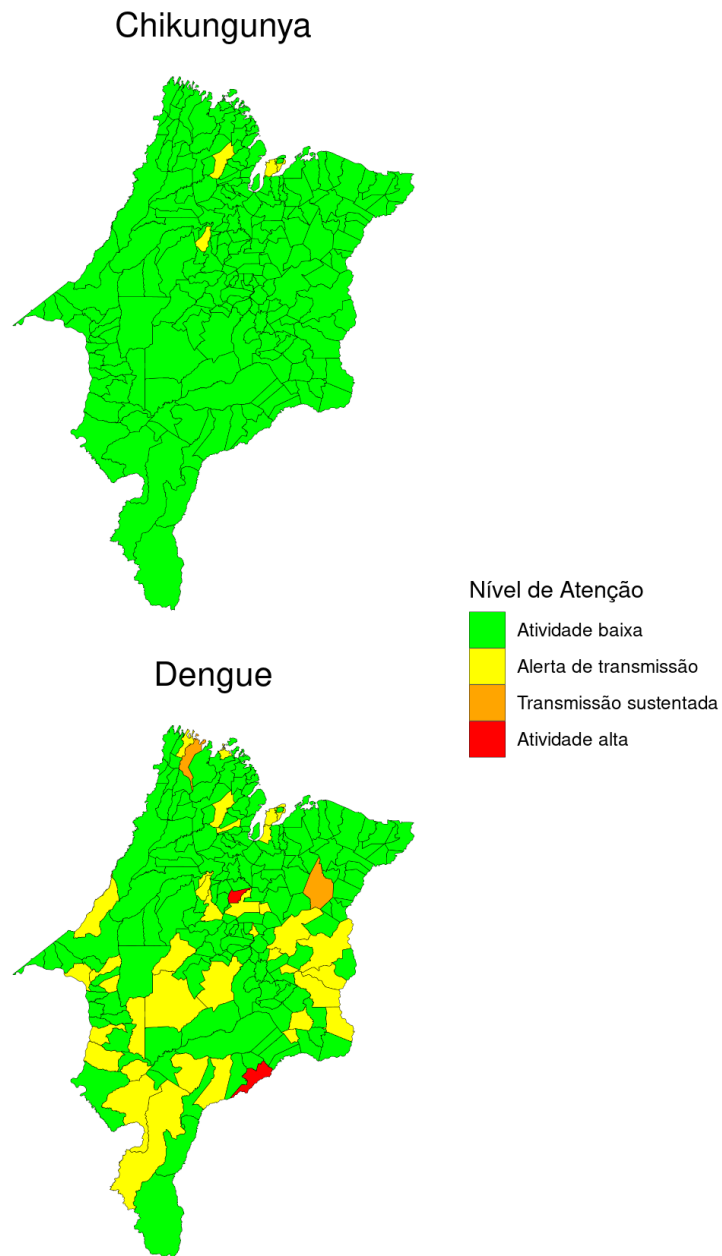 Chikungunya
Nível de Atenção
Atividade baixa
Alerta de transmissão
Transmissão sustentada
Atividade alta
Dengue